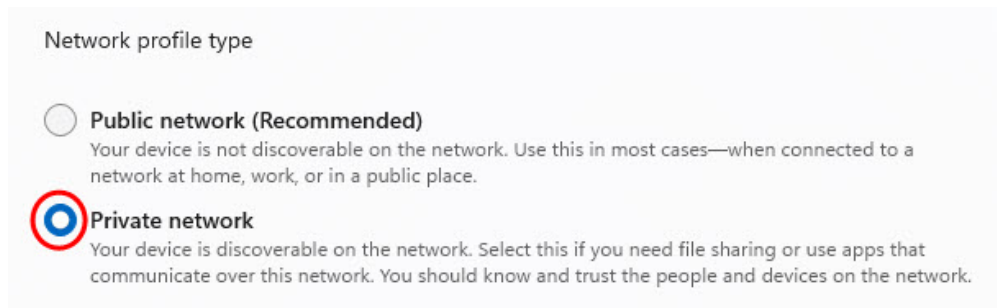 Network profile type
Public network (Recommended)
Your device is not discoverable on the network. Use this in most cases—when connected to a
network at home, work, or in a public place.
Private network
Your device is discoverable on the network. Select this if you need file sharing or use apps that
communicate over this network. You should know and trust the people and devices on the network.